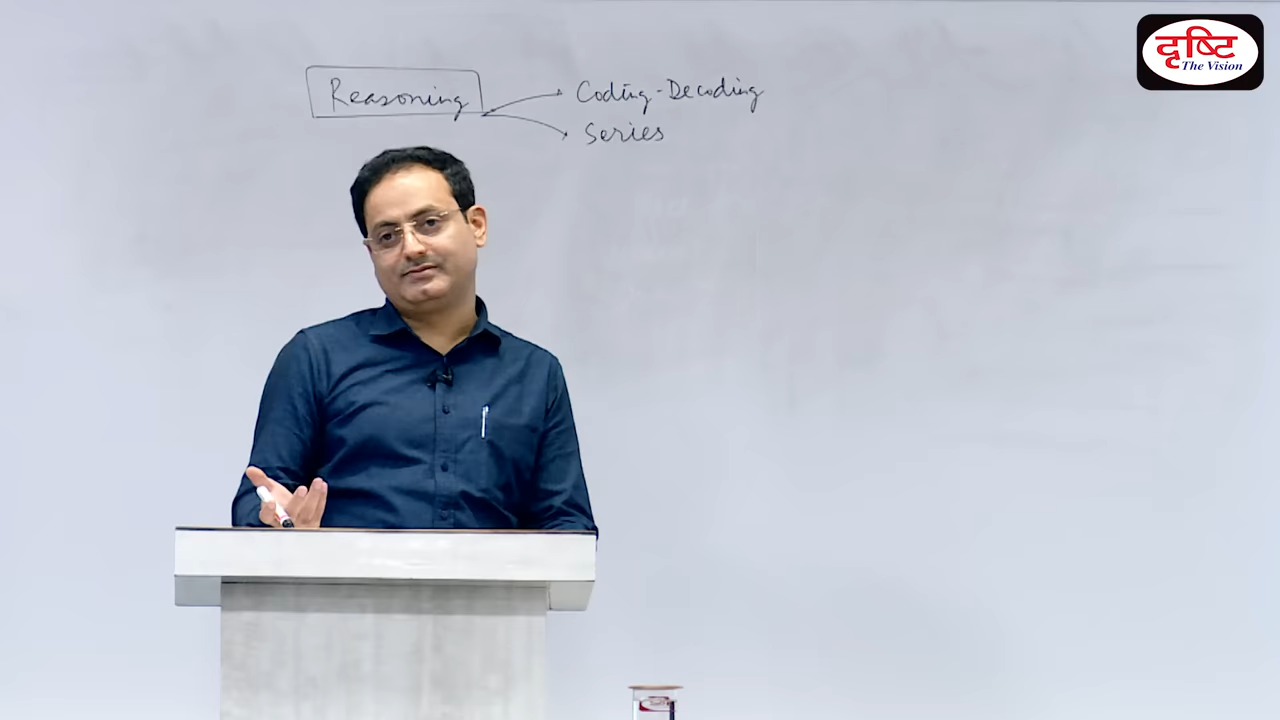 दृष्टि
The Vision
Reasoning
Coding-Decoding
Series